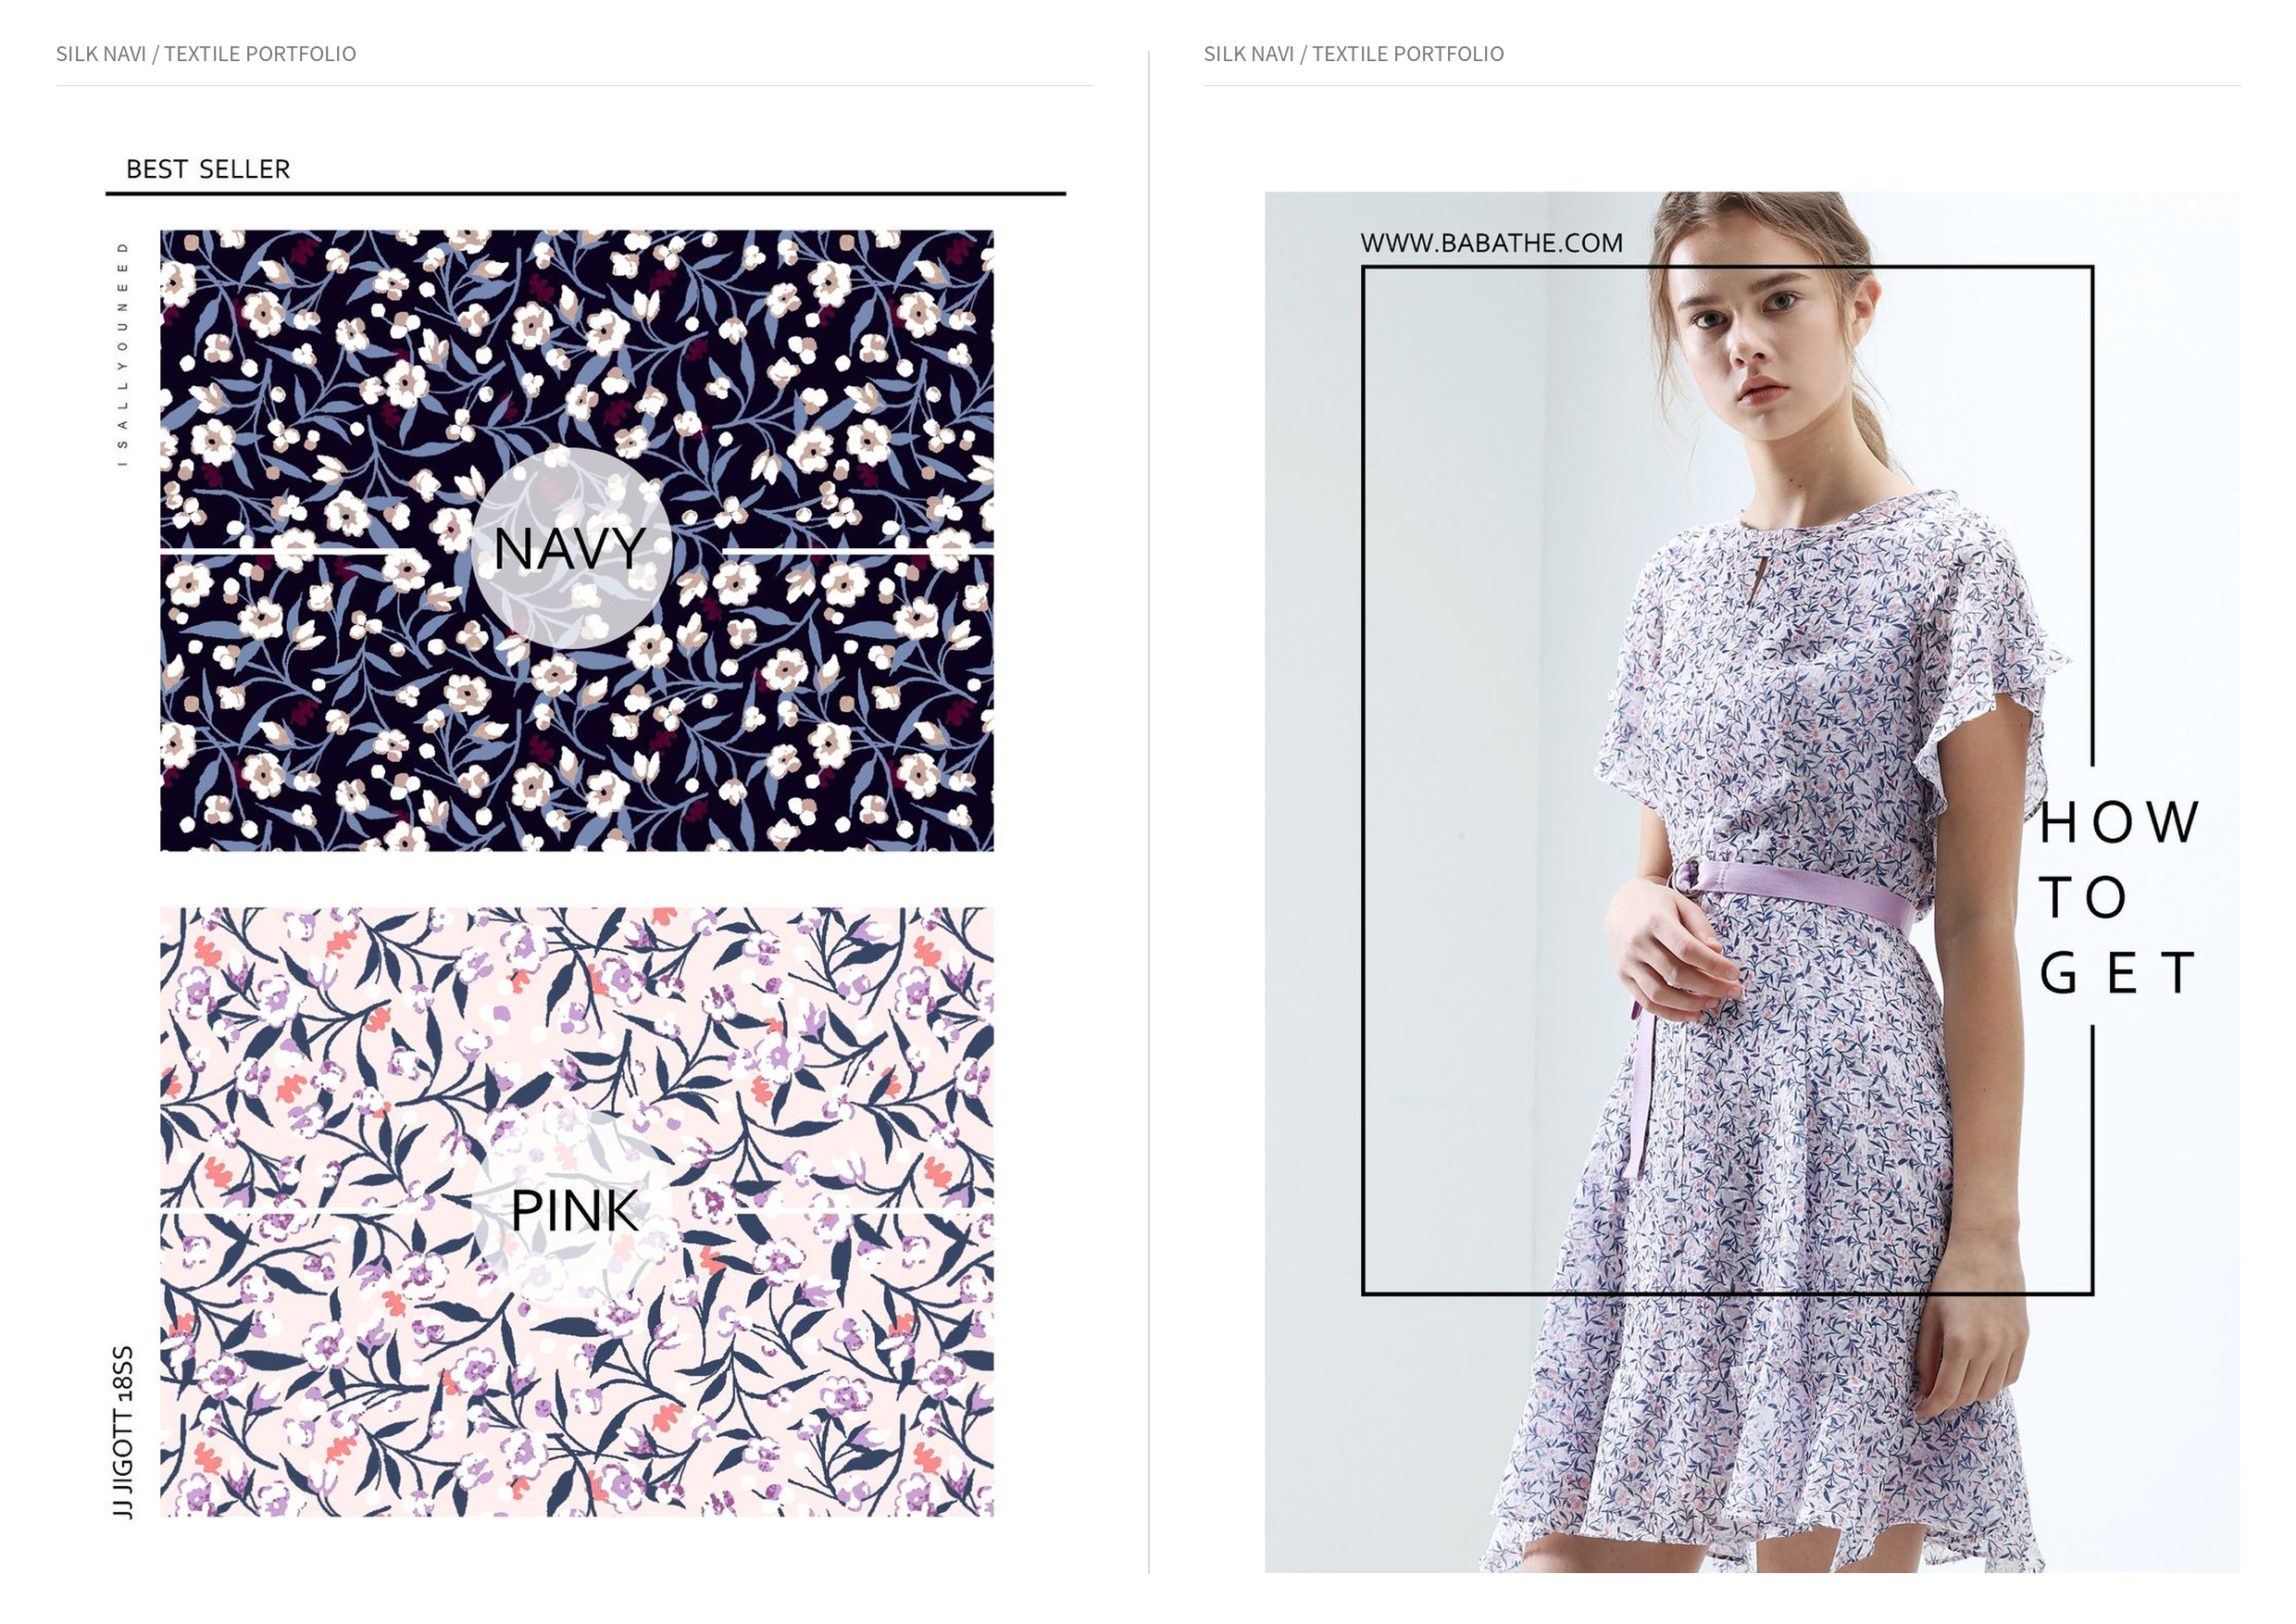 SILK NAVI / TEXTILE PORTFOLIO
BEST SELLER
ISALLYOUNEED
NAVY
PINK
JJ JIGOTT 18SS
SILK NAVI / TEXTILE PORTFOLIO
WWW.BABATHE.COM
HOW
TO
GET